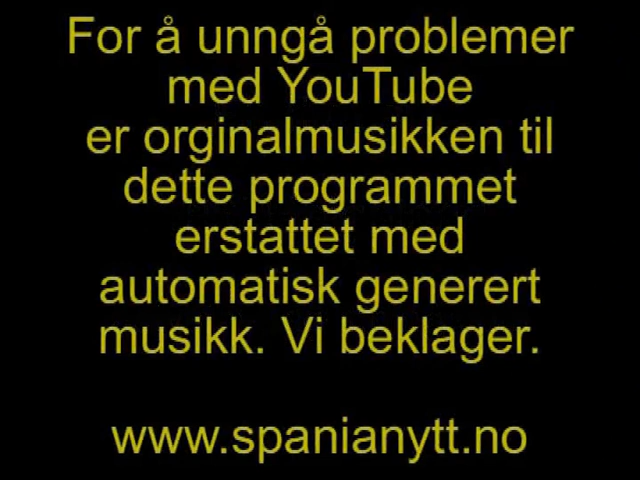 For å unngå problemer
med YouTube
er orginalmusikken til
dette programmet
erstattet med
automatisk generert
musikk. Vi beklager.
www.spanianytt.no